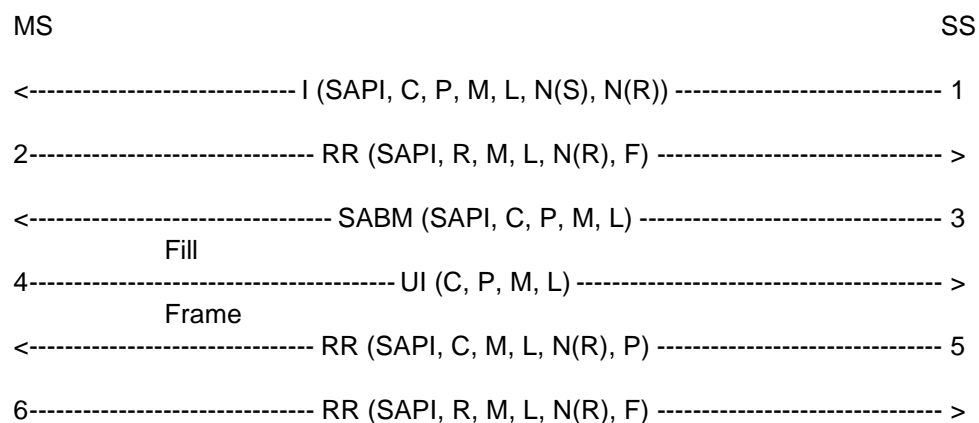 MS SS
<------------------------------ I (SAPI, C, P, M, L, N(S), N(R)) ------------------------------ 1
2-------------------------------- RR (SAPI, R, M, L, N(R), F) -------------------------------- >
<---------------------------------- SABM (SAPI, C, P, M, L) ---------------------------------- 3
Fill
4----------------------------------------- UI (C, P, M, L) ----------------------------------------- >
Frame
<-------------------------------- RR (SAPI, C, M, L, N(R), P) -------------------------------- 5
6-------------------------------- RR (SAPI, R, M, L, N(R), F) -------------------------------- >